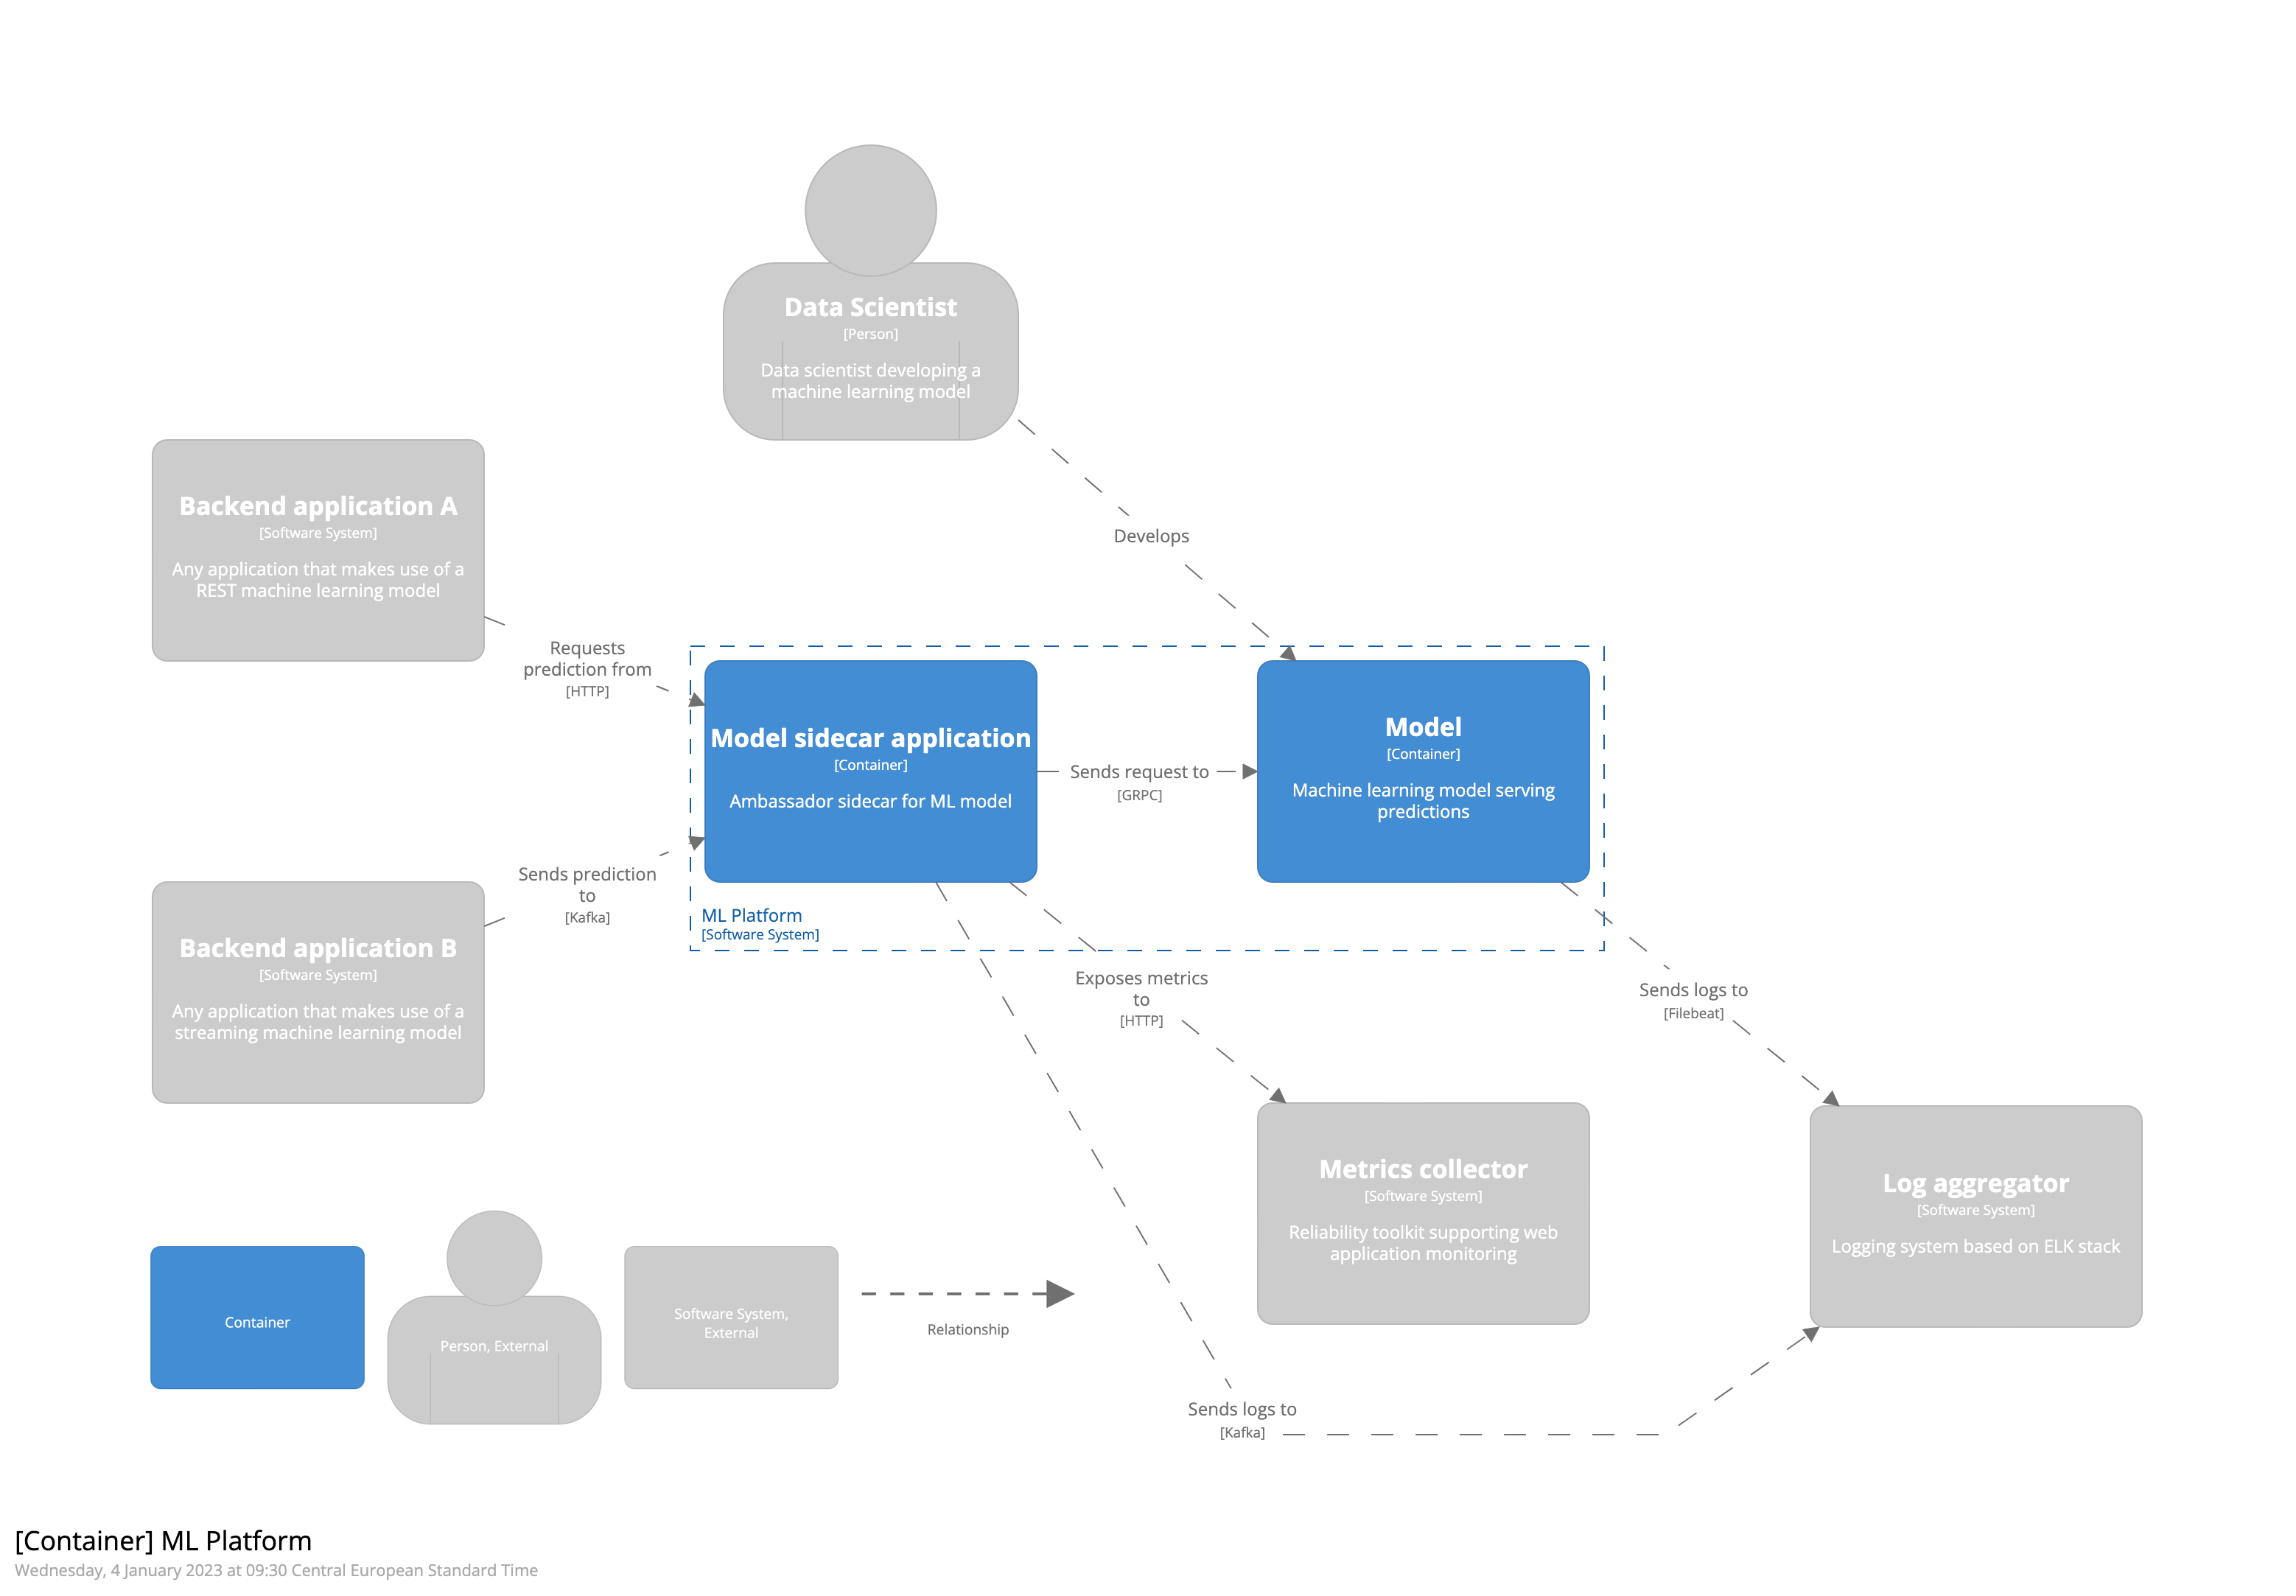 Data Scientist
[Person]
Data scientist developing a
machine learning model
Backend application A
[Software System]
Any application that makes use of a
REST machine learning model
Develops
Requests
prediction from
[HTTP]
Model sidecar application
[Container]
Ambassador sidecar for ML model
Sends request to
[GRPC]
Model
[Container]
Machine learning model serving
predictions
Sends prediction
to
[Kafka]
ML Platform
[Software System]
Backend application B
[Software System]
Any application that makes use of a
streaming machine learning model
Exposes metrics
to
[HTTP]
Sends logs to
[Filebeat]
Metrics collector
[Software System]
Reliability toolkit supporting web
application monitoring
Log aggregator
[Software System]
Logging system based on ELK stack
Container
Person, External
Software System,
External
Relationship
Sends logs to
[Kafka]
[Container] ML Platform
Wednesday, 4 January 2023 at 09:30 Central European Standard Time